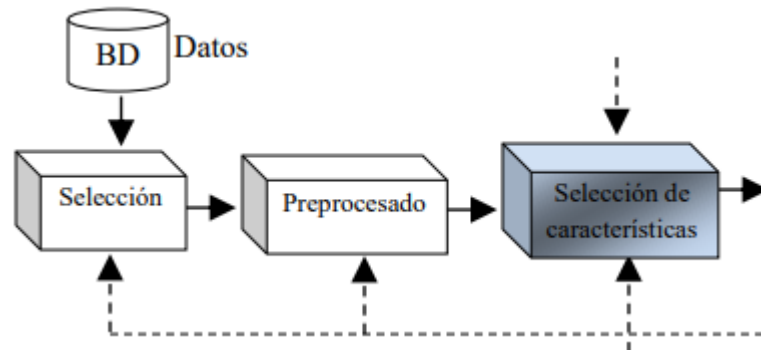 BD
Datos
Selección
Preprocesado
Selección de
características